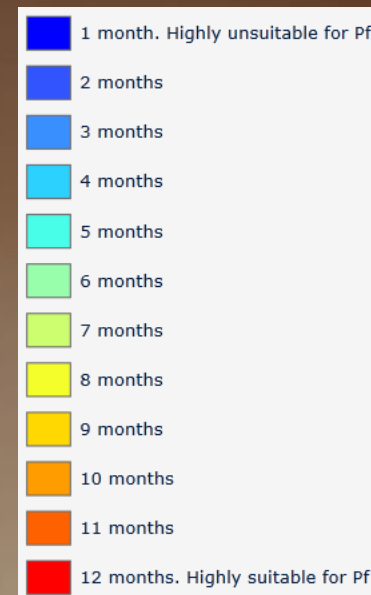 1 month. Highly unsuitable for Pf
2 months
3 months
4 months
5 months
6 months
7 months
8 months
9 months
10 months
11 months
12 months. Highly suitable for Pf